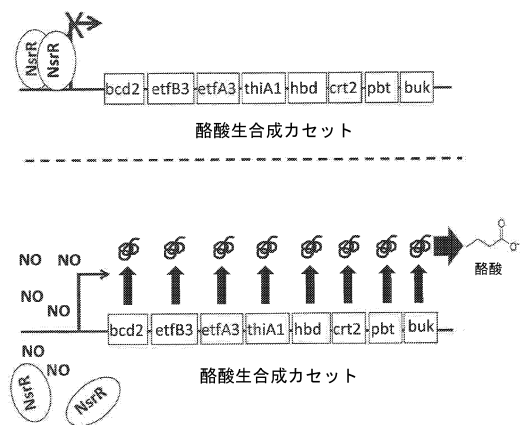 NsrR NsrR
bcd2 etfB3 etfA3 thiA1 hbd crt2 pbt buk
酪酸生合成カセット
NO NO
NO
NO
O
O-
酪酸
bcd2 etfB3 etfA3 thiA1 hbd crt2 pbt buk
NO
NO
NsrR NsrR
酪酸生合成カセット